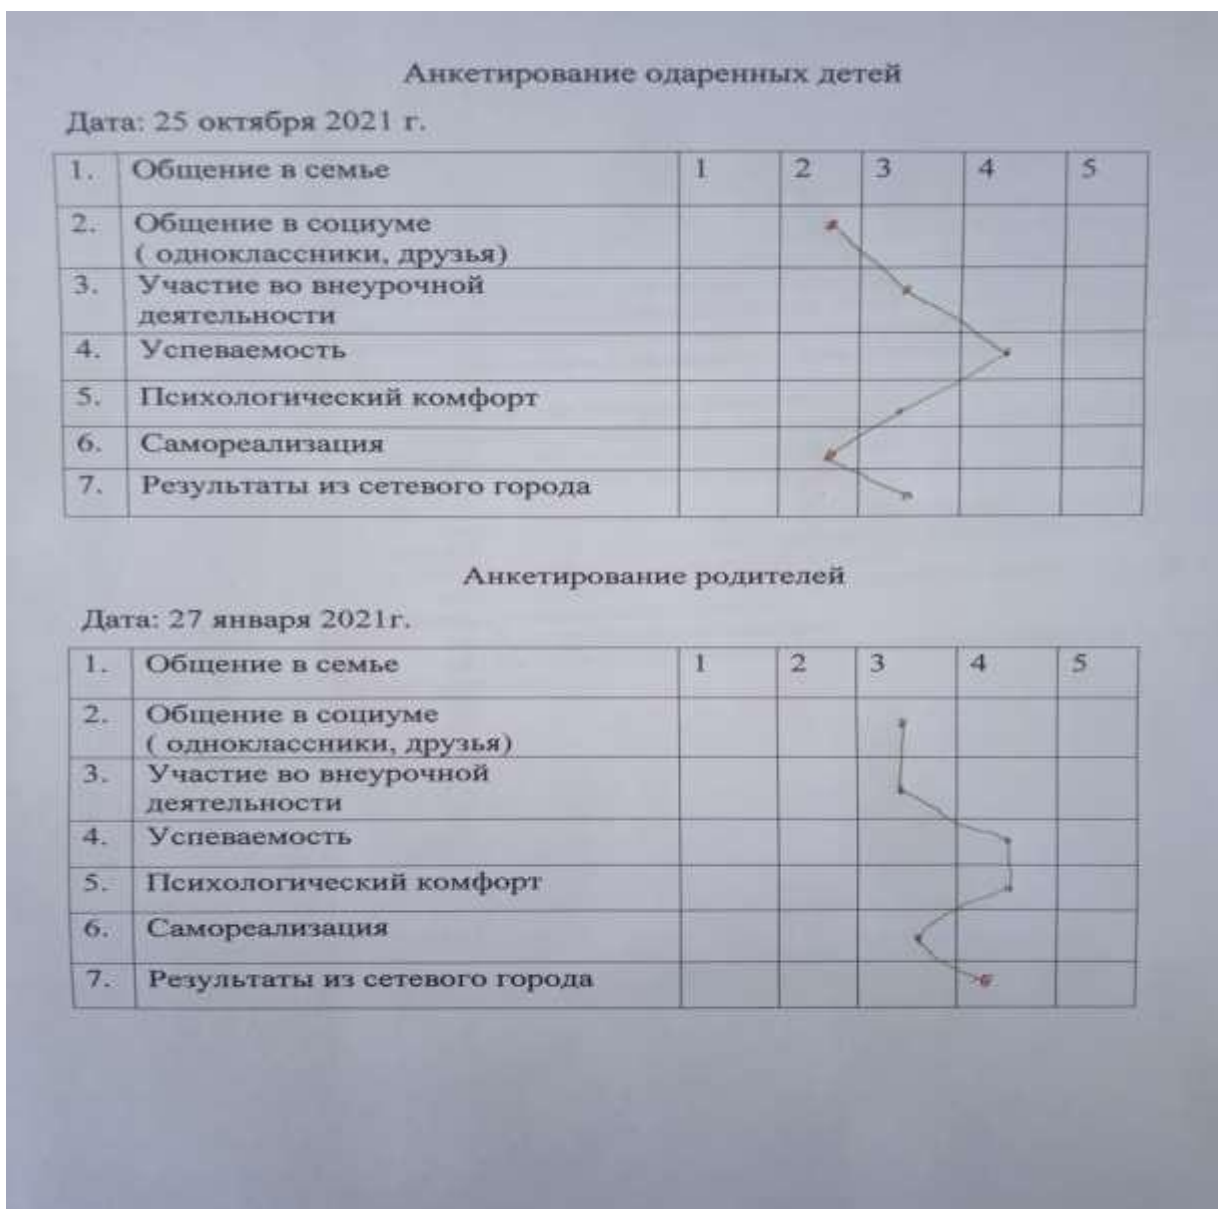 Анкетирование одаренных детей
Дата: 25 октября 2021 г.
1. Общение в семье 1 2 3 4 5
2. Общение в социуме
( одноклассники, друзья)
3. Участие во внеурочной
деятельности
4. Успеваемость
5. Психологический комфорт
6. Самореализация
7. Результаты из сетевого города
Анкетирование родителей
Дата: 27 января 2021г.
1. Общение в семье 1 2 3 4 5
2. Общение в социуме
( одноклассники, друзья)
3. Участие во внеурочной
деятельности
4. Успеваемость
5. Психологический комфорт
6. Самореализация
7. Результаты из сетевого города